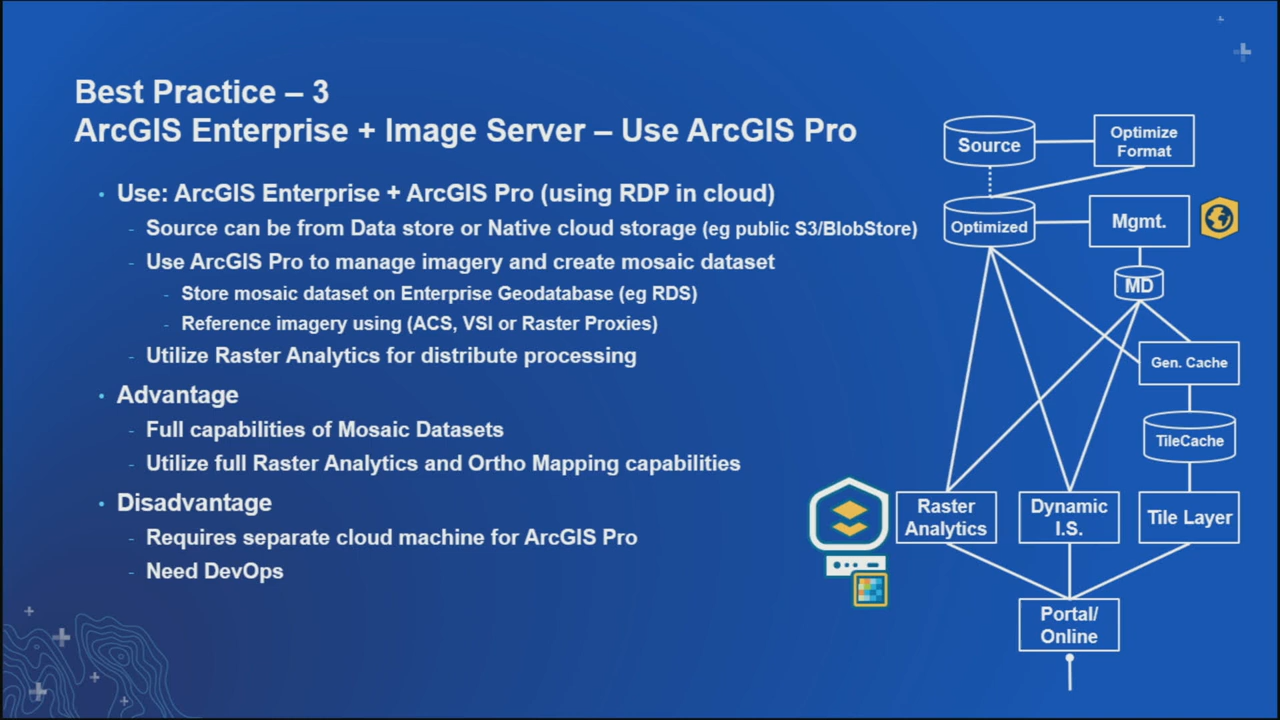 Best Practice – 3
ArcGIS Enterprise + Image Server – Use ArcGIS Pro
• Use: ArcGIS Enterprise + ArcGIS Pro (using RDP in cloud)
- Source can be from Data store or Native cloud storage (eg public S3/BlobStore)
- Use ArcGIS Pro to manage imagery and create mosaic dataset
- Store mosaic dataset on Enterprise Geodatabase (eg RDS)
- Reference imagery using (ACS, VSI or Raster Proxies)
- Utilize Raster Analytics for distribute processing
• Advantage
- Full capabilities of Mosaic Datasets
- Utilize full Raster Analytics and Ortho Mapping capabilities
• Disadvantage
- Requires separate cloud machine for ArcGIS Pro
- Need DevOps
Source
Optimize
Format
Optimized
Mgmt.
MD
Gen. Cache
TileCache
Raster
Analytics
Dynamic
I.S.
Tile Layer
Portal/
Online